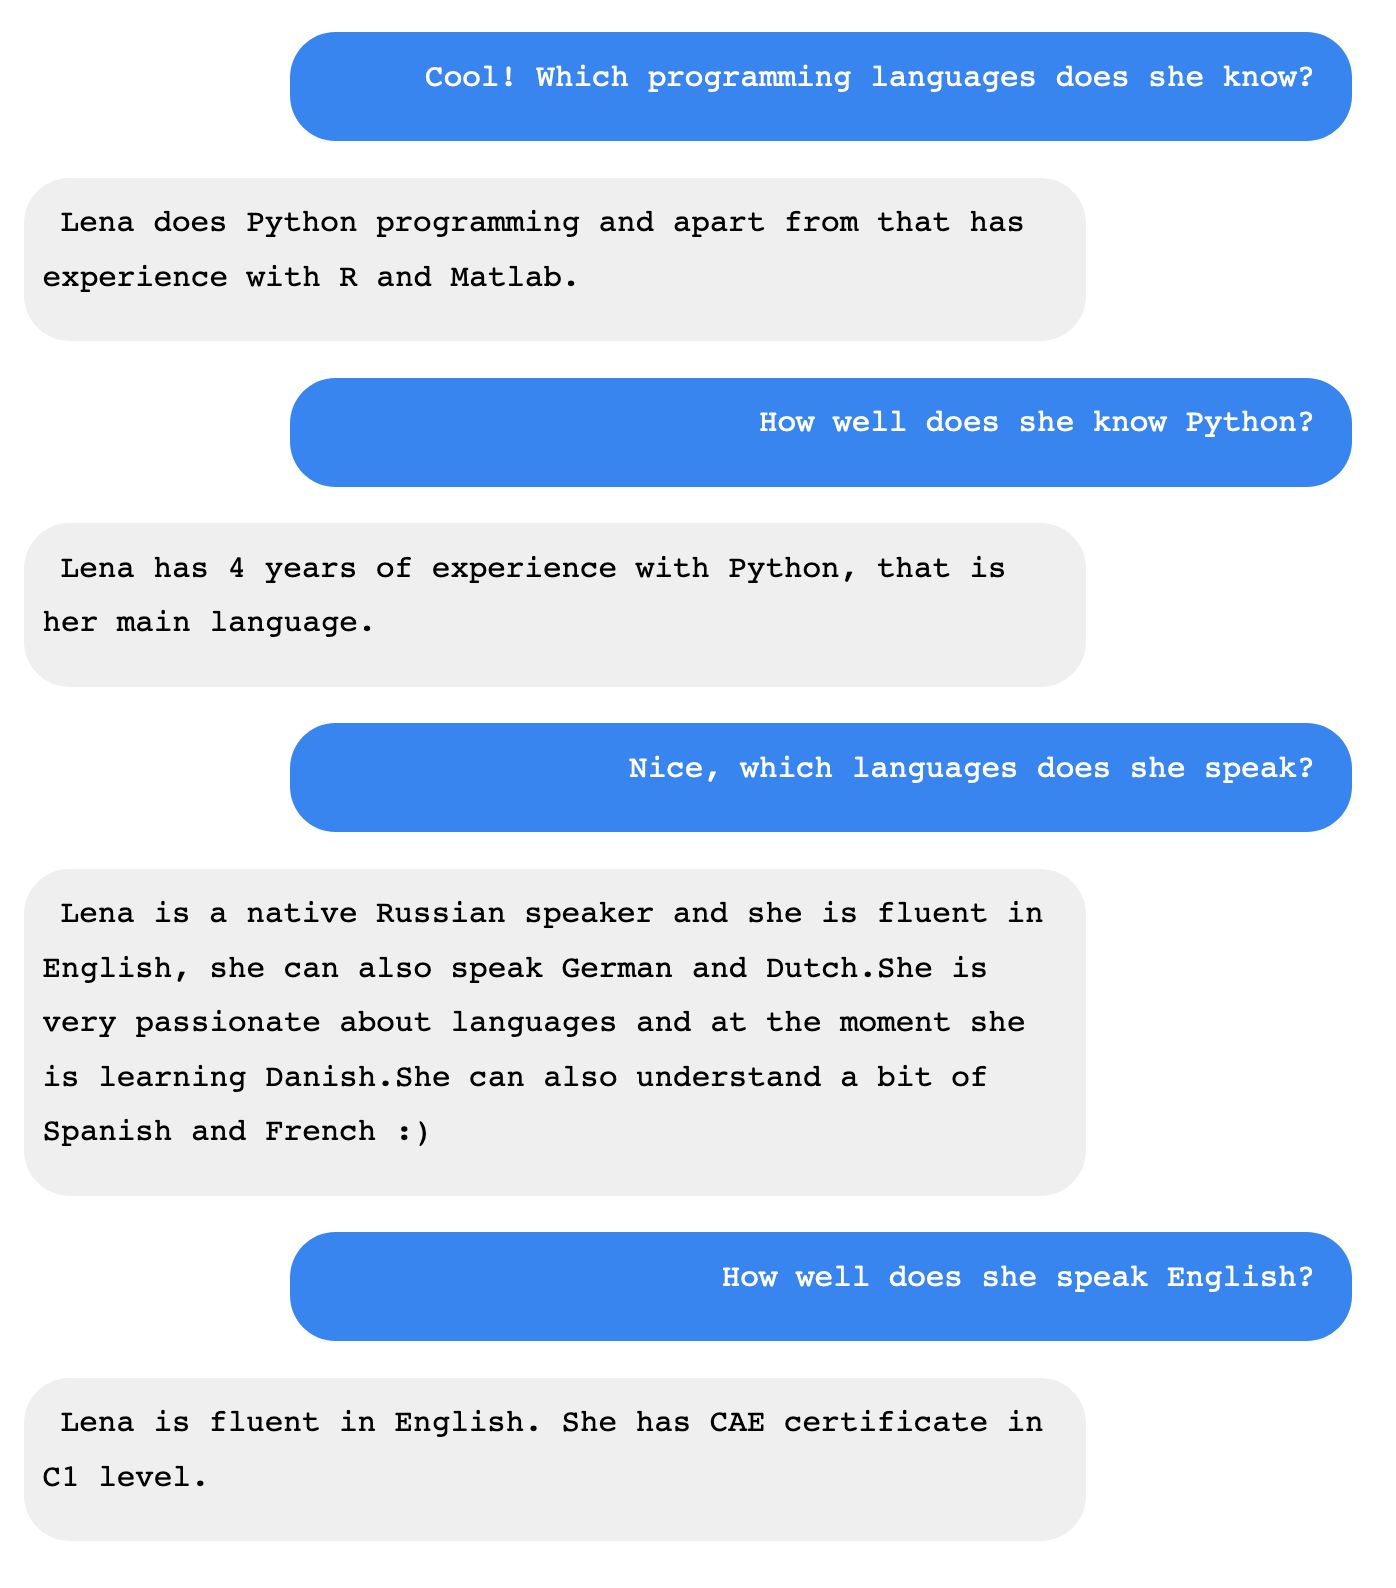 Cool! Which programming languages does she know?
Lena does Python programming and apart from that has
experience with R and Matlab.
How well does she know Python?
Lena has 4 years of experience with Python, that is
her main language.
Nice, which languages does she speak?
Lena is a native Russian speaker and she is fluent in
English, she can also speak German and Dutch.She is
very passionate about languages and at the moment she
is learning Danish.She can also understand a bit of
Spanish and French :)
How well does she speak English?
Lena is fluent in English. She has CAE certificate in
C1 level.